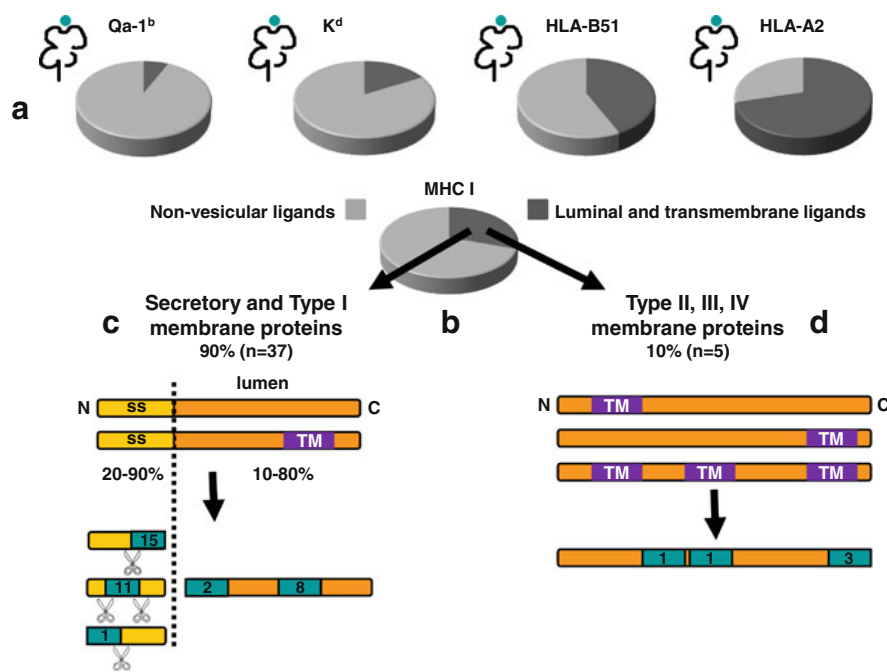 Qa-1ᵇ Kᵈ HLA-B51 HLA-A2
a
MHC I
Non-vesicular ligands Luminal and transmembrane ligands
c Secretory and Type I
membrane proteins
90% (n=37)
b
Type II, III, IV
membrane proteins
10% (n=5)
d
lumen
N ss C
ss TM
20-90% 10-80%
15
11 2 8
1
N TM C
TM
TM TM TM
1 1 3